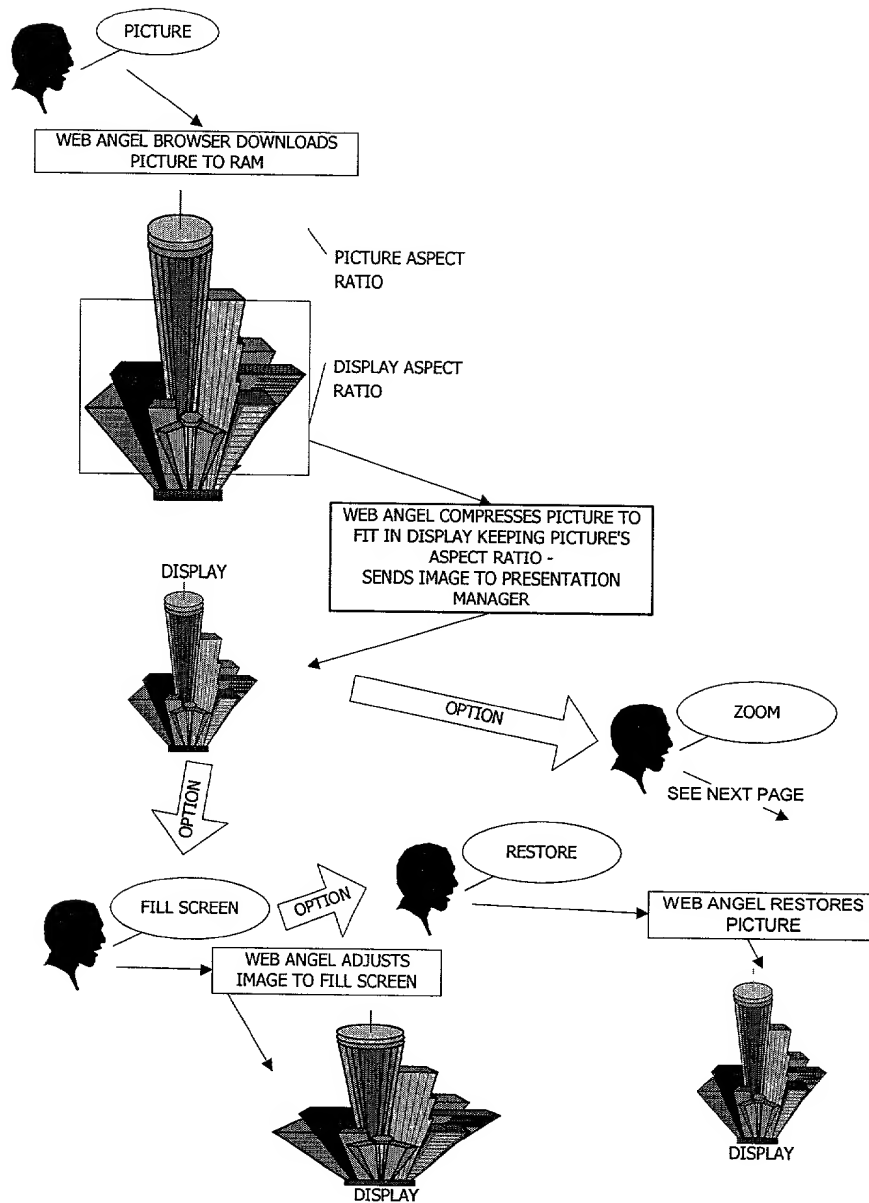 PICTURE
WEB ANGEL BROWSER DOWNLOADS
PICTURE TO RAM
PICTURE ASPECT
RATIO
DISPLAY ASPECT
RATIO
WEB ANGEL COMPRESSES PICTURE TO
FIT IN DISPLAY KEEPING PICTURE'S
ASPECT RATIO -
SENDS IMAGE TO PRESENTATION
MANAGER
DISPLAY
OPTION
ZOOM
SEE NEXT PAGE
OPTION
RESTORE
FILL SCREEN
OPTION
WEB ANGEL RESTORES
PICTURE
WEB ANGEL ADJUSTS
IMAGE TO FILL SCREEN
DISPLAY
DISPLAY